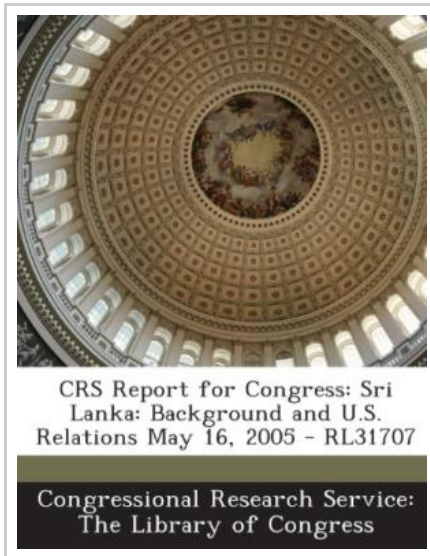 CRS Report for Congress: Sri
Lanka: Background and U.S.
Relations May 16, 2005 - RL31707
Congressional Research Service:
The Library of Congress